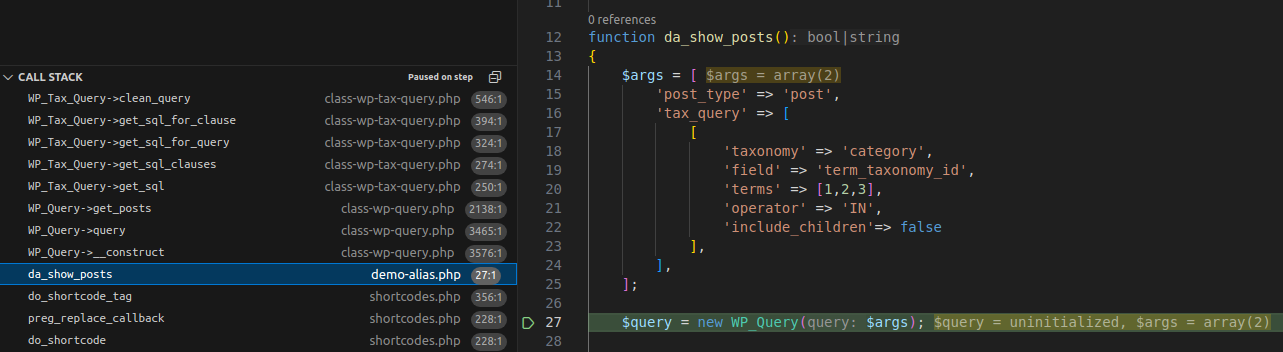 CALL STACK Paused on step
WP_Tax_Query->clean_query class-wp-tax-query.php 546:1
WP_Tax_Query->get_sql_for_clause class-wp-tax-query.php 394:1
WP_Tax_Query->get_sql_for_query class-wp-tax-query.php 324:1
WP_Tax_Query->get_sql_clauses class-wp-tax-query.php 274:1
WP_Tax_Query->get_sql class-wp-tax-query.php 250:1
WP_Query->get_posts class-wp-query.php 2138:1
WP_Query->query class-wp-query.php 3465:1
WP_Query->__construct class-wp-query.php 3576:1
da_show_posts demo-alias.php 27:1
do_shortcode_tag shortcodes.php 356:1
preg_replace_callback shortcodes.php 228:1
do_shortcode shortcodes.php 228:1
11
0 references
12 function da_show_posts(): bool|string
13 {
14 $args = [ $args = array(2)
15 'post_type' => 'post',
16 'tax_query' => [
17 [
18 'taxonomy' => 'category',
19 'field' => 'term_taxonomy_id',
20 'terms' => [1,2,3],
21 'operator' => 'IN',
22 'include_children'=> false
23 ],
24 ],
25 ];
26
27 $query = new WP_Query(query: $args); $query = uninitialized, $args = array(2)
28